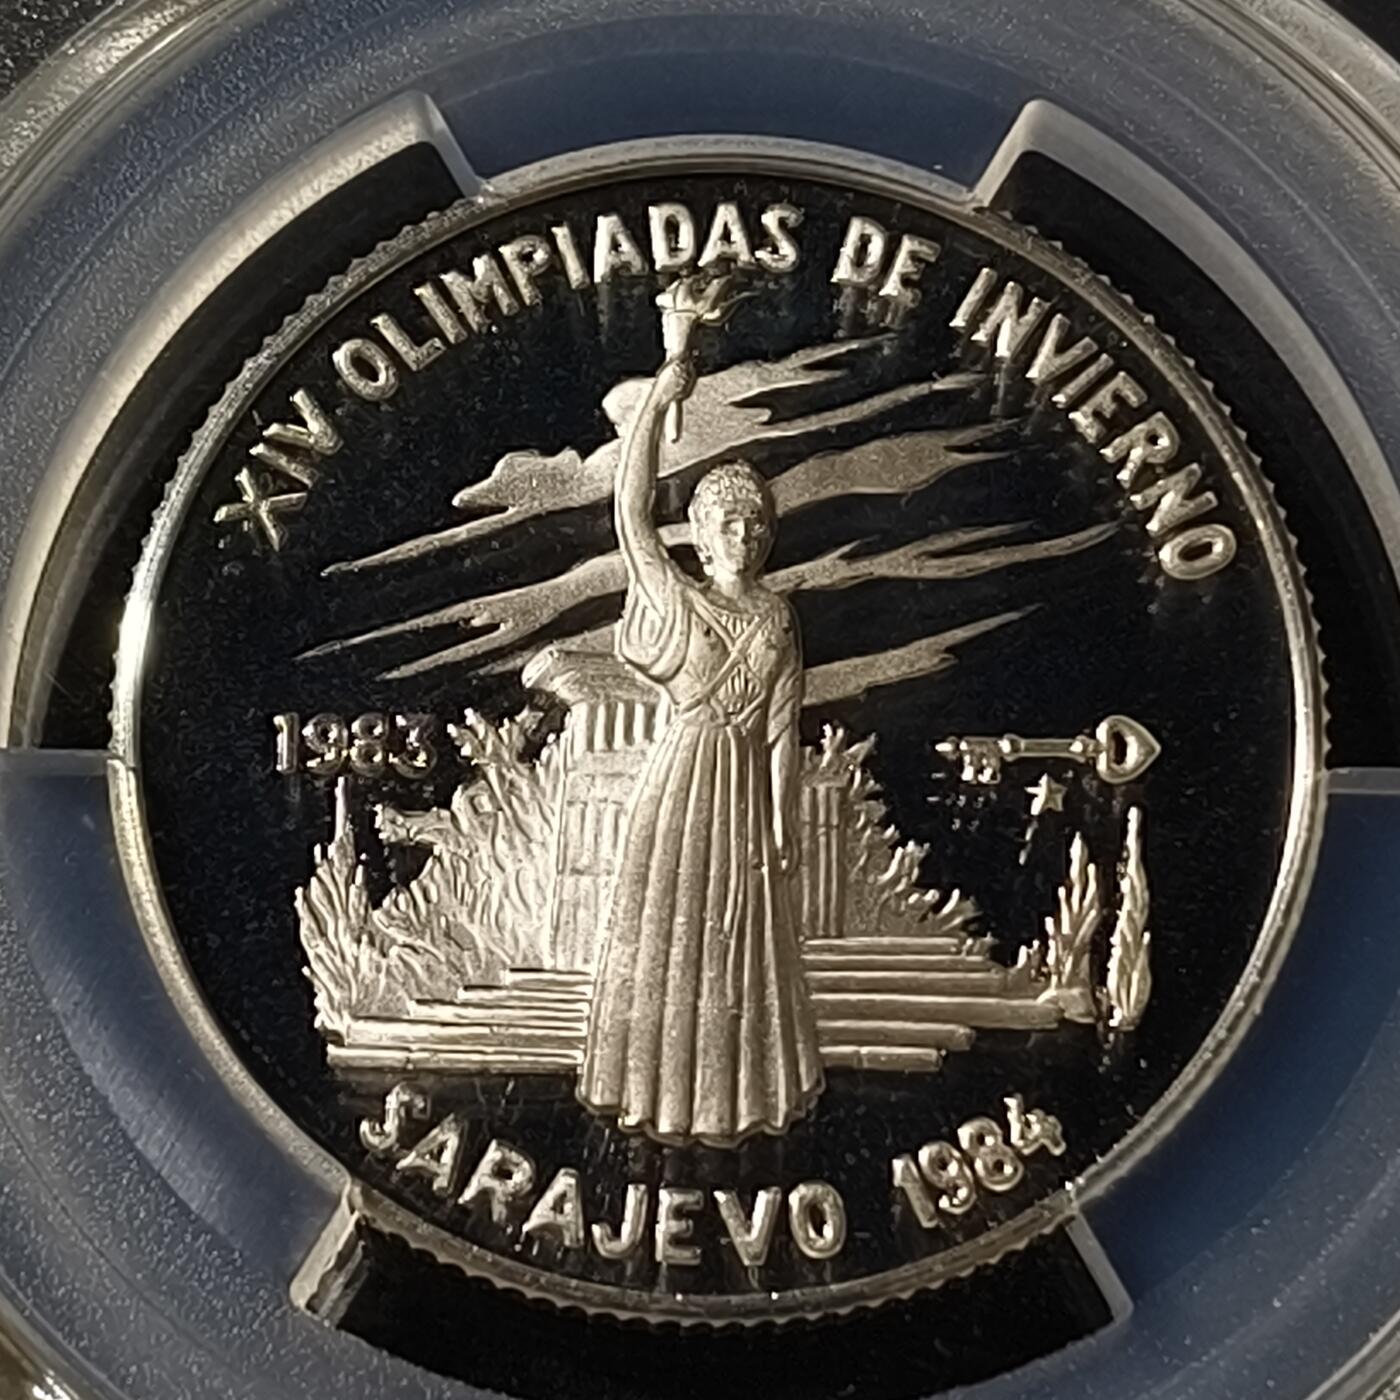 XIV OLIMPIADAS DE INVIERNO
1983
SARAJEVO 1984